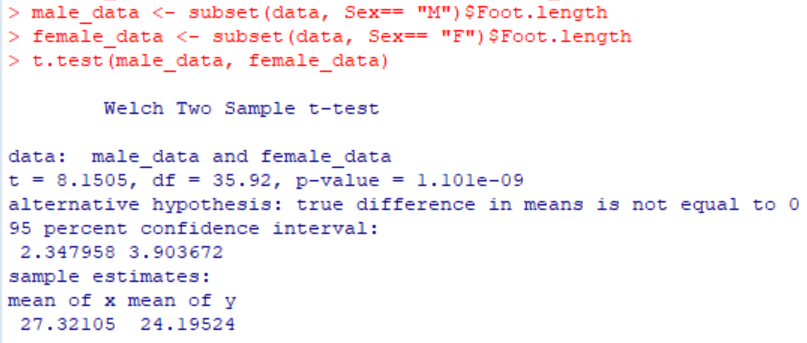 > male_data <- subset(data, Sex== "M")$Foot.length
> female_data <- subset(data, Sex== "F")$Foot.length
> t.test(male_data, female_data)
Welch Two Sample t-test
data:  male_data and female_data
t = 8.1505, df = 35.92, p-value = 1.101e-09
alternative hypothesis: true difference in means is not equal to 0
95 percent confidence interval:
2.347958 3.903672
sample estimates:
mean of x mean of y
27.32105  24.19524